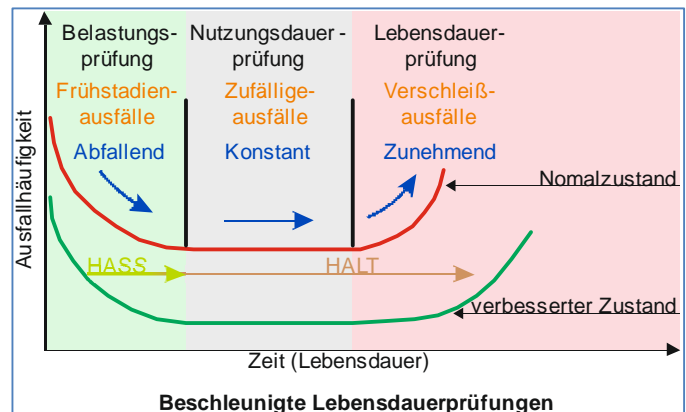 Belastungs-
prüfung
Nutzungsdauer -
prüfung
Lebensdauer-
prüfung
Frühstadien-
ausfälle
Zufällige-
ausfälle
Verschleiß-
ausfälle
Abfallend
Konstant
Zunehmend
Ausfallhäufigkeit
Nomalzustand
HASS
HALT
verbesserter Zustand
Zeit (Lebensdauer)
Beschleunigte Lebensdauerprüfungen